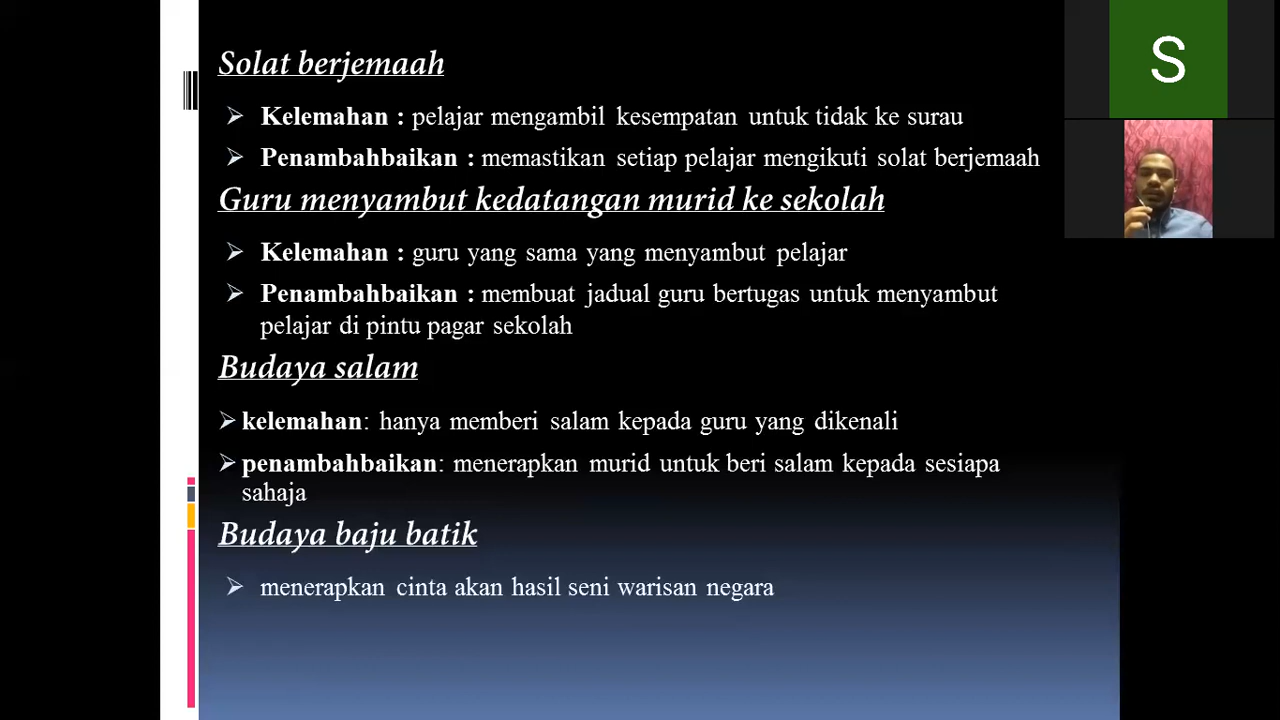 Solat berjemaah
Kelemahan : pelajar mengambil kesempatan untuk tidak ke surau
Penambahbaikan : memastikan setiap pelajar mengikuti solat berjemaah
Guru menyambut kedatangan murid ke sekolah
Kelemahan : guru yang sama yang menyambut pelajar
Penambahbaikan : membuat jadual guru bertugas untuk menyambut
pelajar di pintu pagar sekolah
Budaya salam
kelemahan: hanya memberi salam kepada guru yang dikenali
penambahbaikan: menerapkan murid untuk beri salam kepada sesiapa
sahaja
Budaya baju batik
menerapkan cinta akan hasil seni warisan negara
S